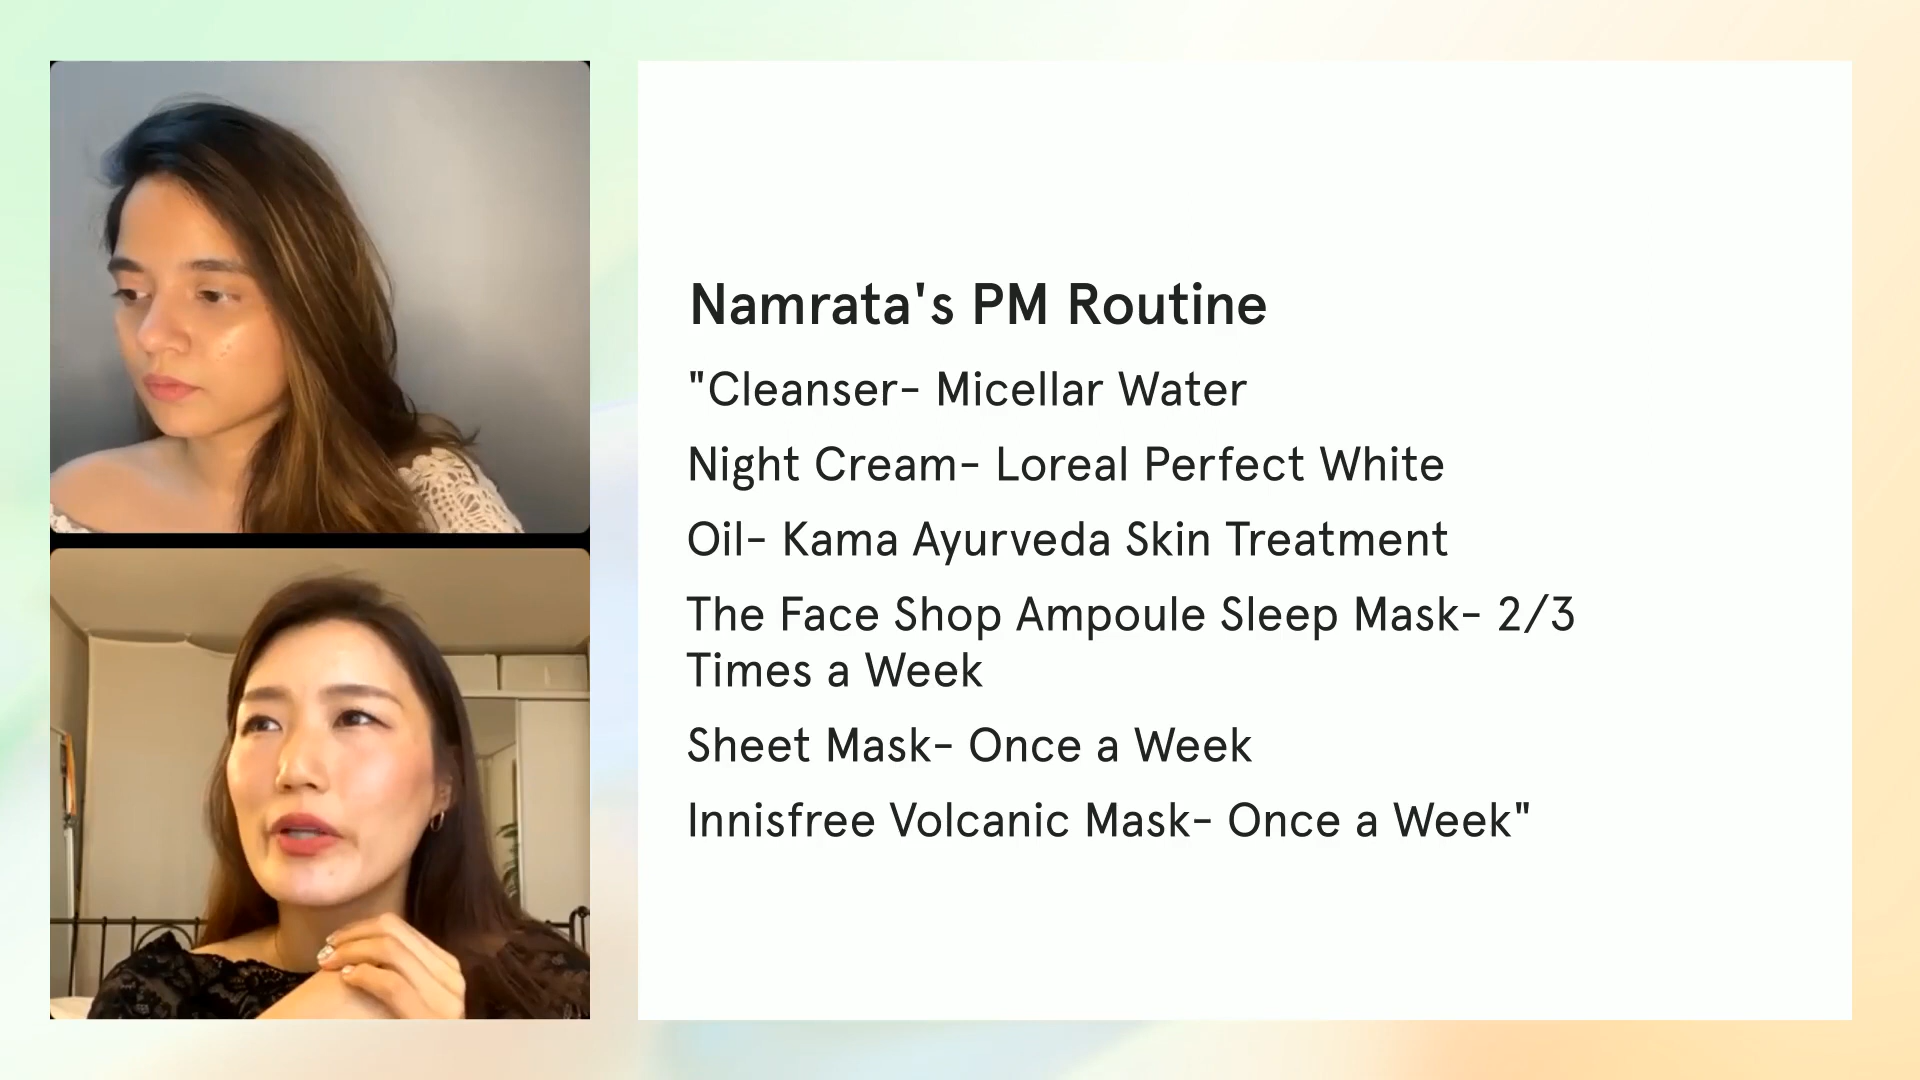 Namrata's PM Routine
"Cleanser- Micellar Water
Night Cream- Loreal Perfect White
Oil- Kama Ayurveda Skin Treatment
The Face Shop Ampoule Sleep Mask- 2/3
Times a Week
Sheet Mask- Once a Week
Innisfree Volcanic Mask- Once a Week"